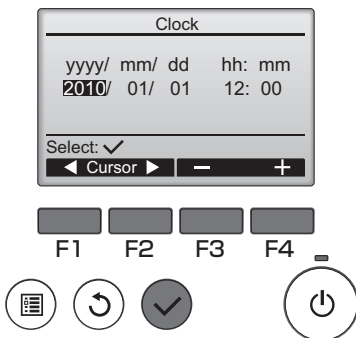 Clock
yyyy/ mm/ dd hh: mm
2010/ 01/ 01 12: 00
Select: ✓
◀ Cursor ▶ − +
F1 F2 F3 F4